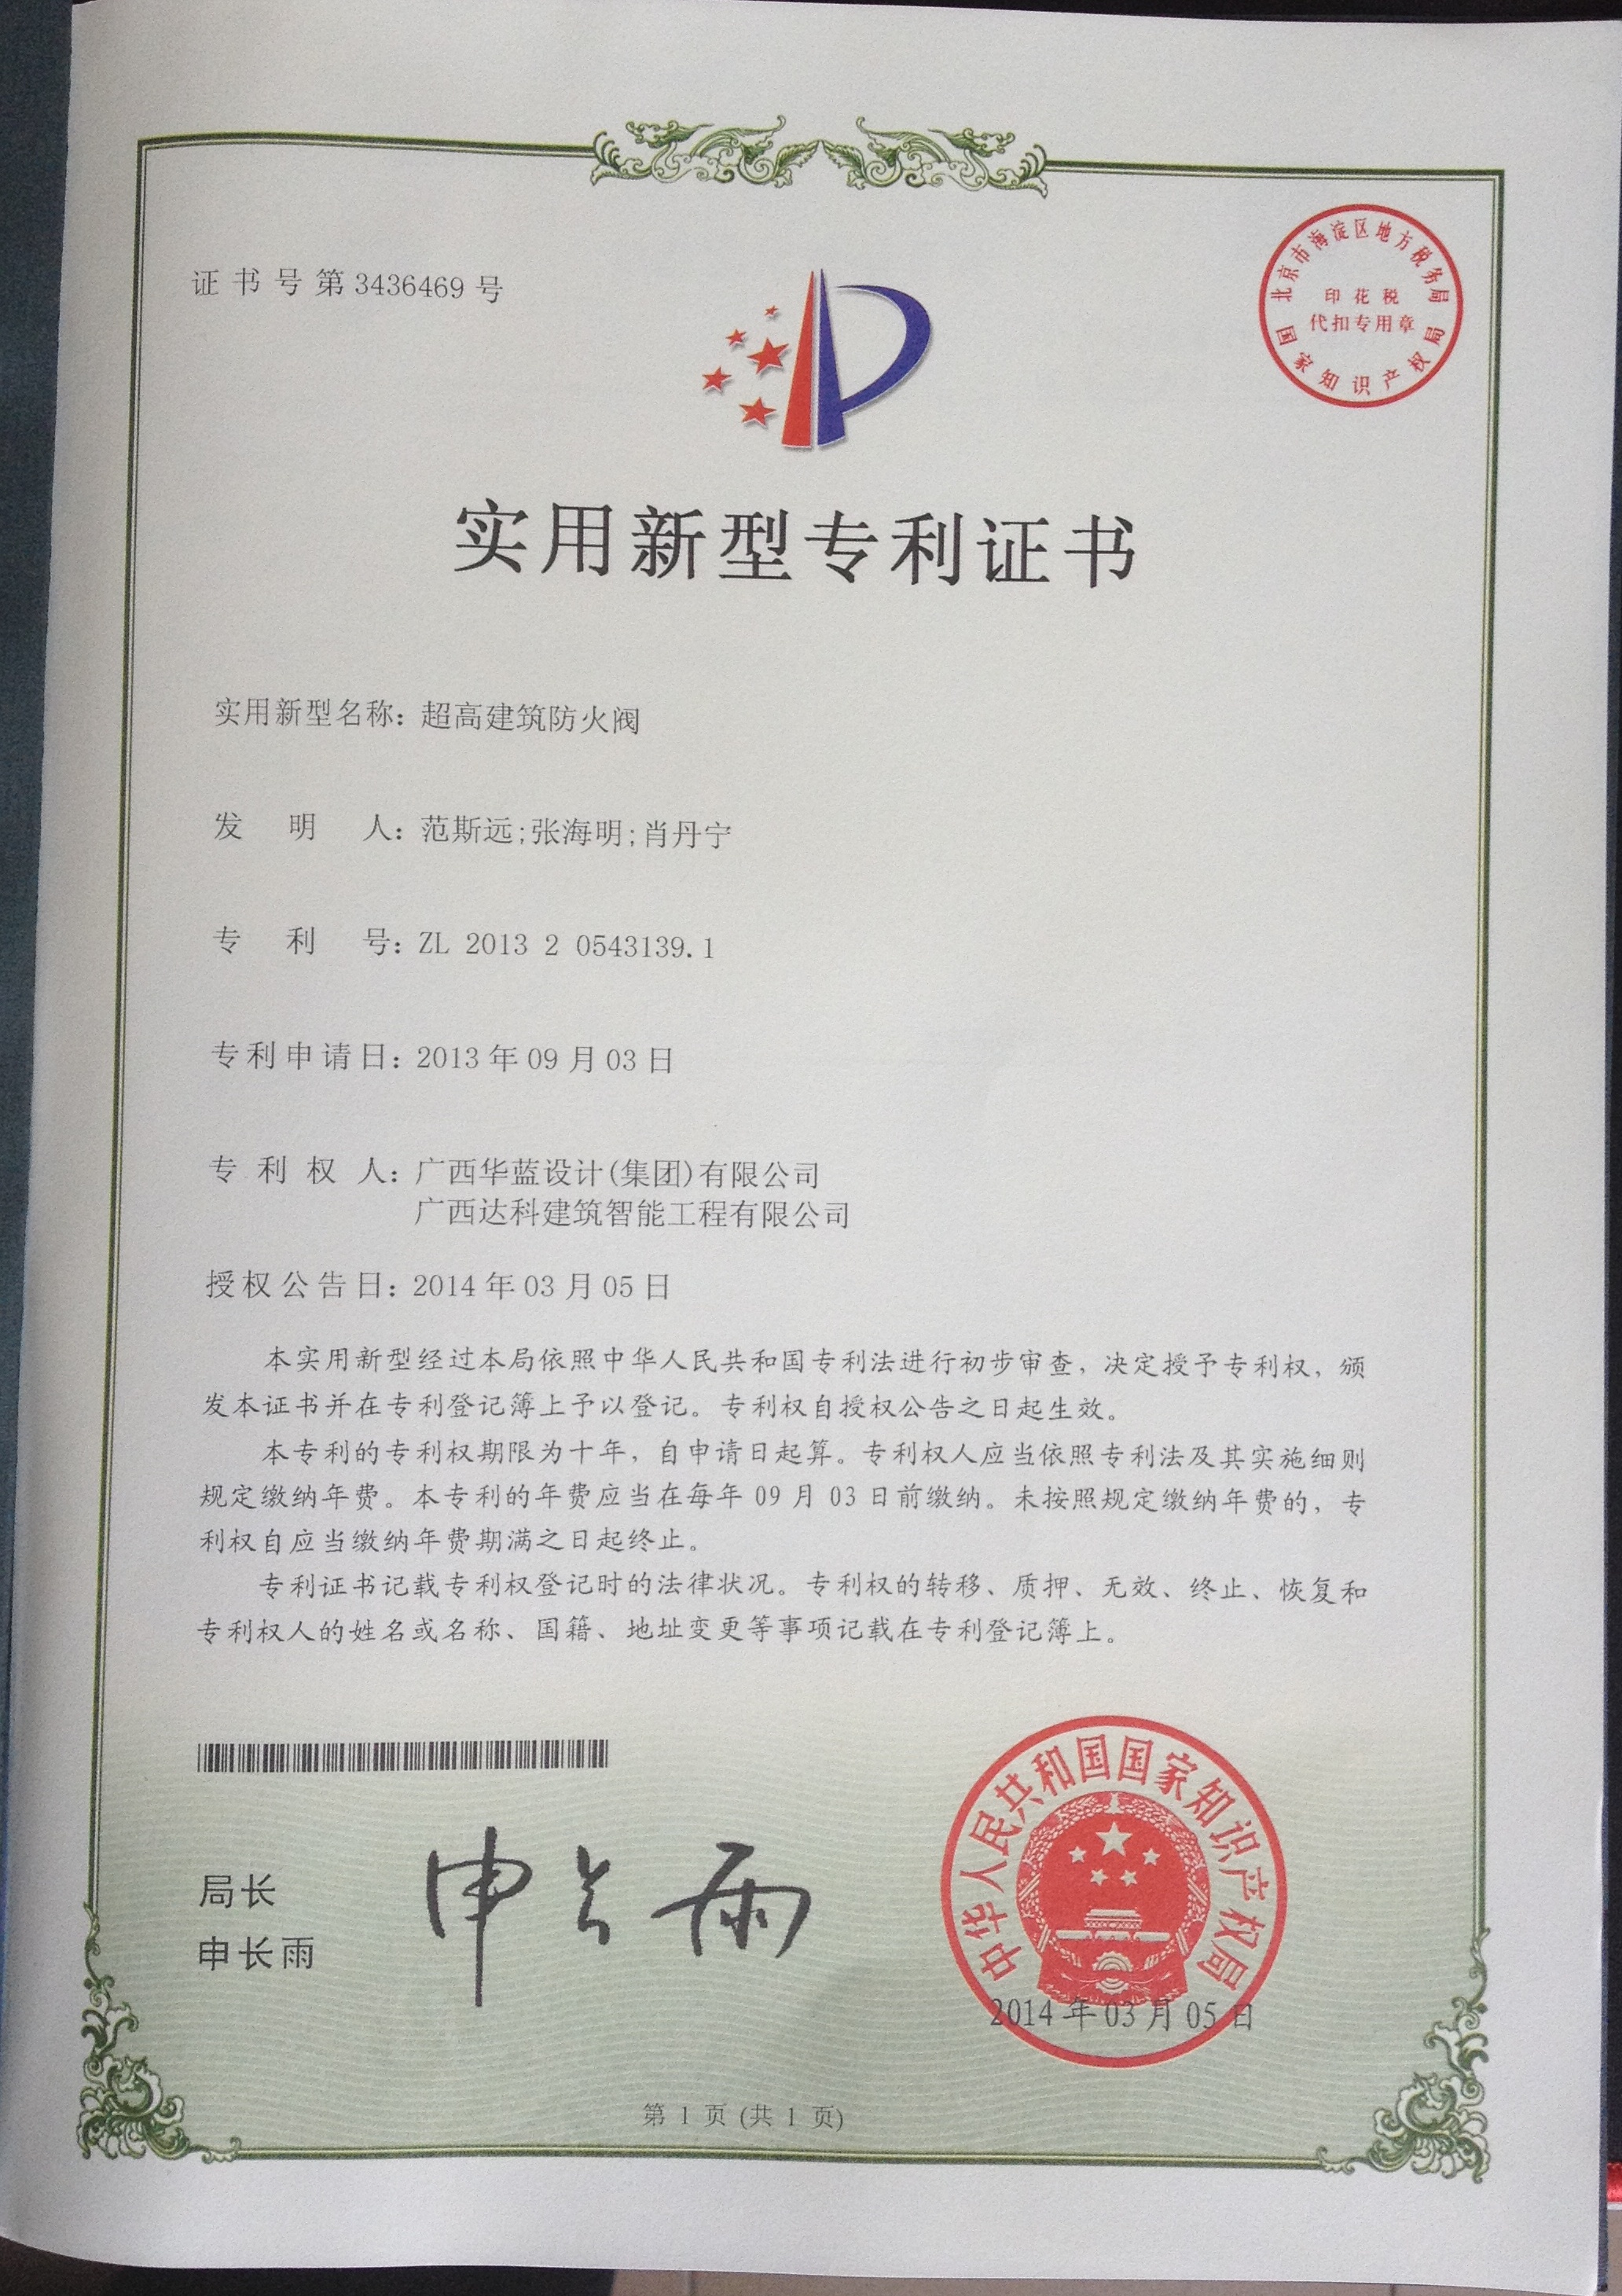 证书号第3436469号
北京市海淀区地方税务局
印花税
代扣专用章
国家知识产权局
实用新型专利证书
实用新型名称：超高建筑防火阀
发明人：范斯远;张海明;肖丹宁
专利号：ZL 2013 2 0543139.1
专利申请日：2013年09月03日
专利权人：广西华蓝设计(集团)有限公司
广西达科建筑智能工程有限公司
授权公告日：2014年03月05日
本实用新型经过本局依照中华人民共和国专利法进行初步审查，决定授予专利权，颁
发本证书并在专利登记簿上予以登记。专利权自授权公告之日起生效。
本专利的专利权期限为十年，自申请日起算。专利权人应当依照专利法及其实施细则
规定缴纳年费。本专利的年费应当在每年09月03日前缴纳。未按照规定缴纳年费的，专
利权自应当缴纳年费期满之日起终止。
专利证书记载专利权登记时的法律状况。专利权的转移、质押、无效、终止、恢复和
专利权人的姓名或名称、国籍、地址变更等事项记载在专利登记簿上。
局长
申长雨
申长雨
中华人民共和国国家知识产权局
2014年03月05日
第1页(共1页)